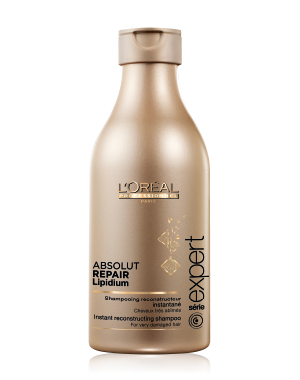 L'ORÉAL
PROFESSIONNEL
PARIS
ABSOLUT
REPAIR
Lipidium
Shampooing reconstructeur
instantané
Cheveux très abîmés
Instant reconstructing shampoo
For very damaged hair
série expert